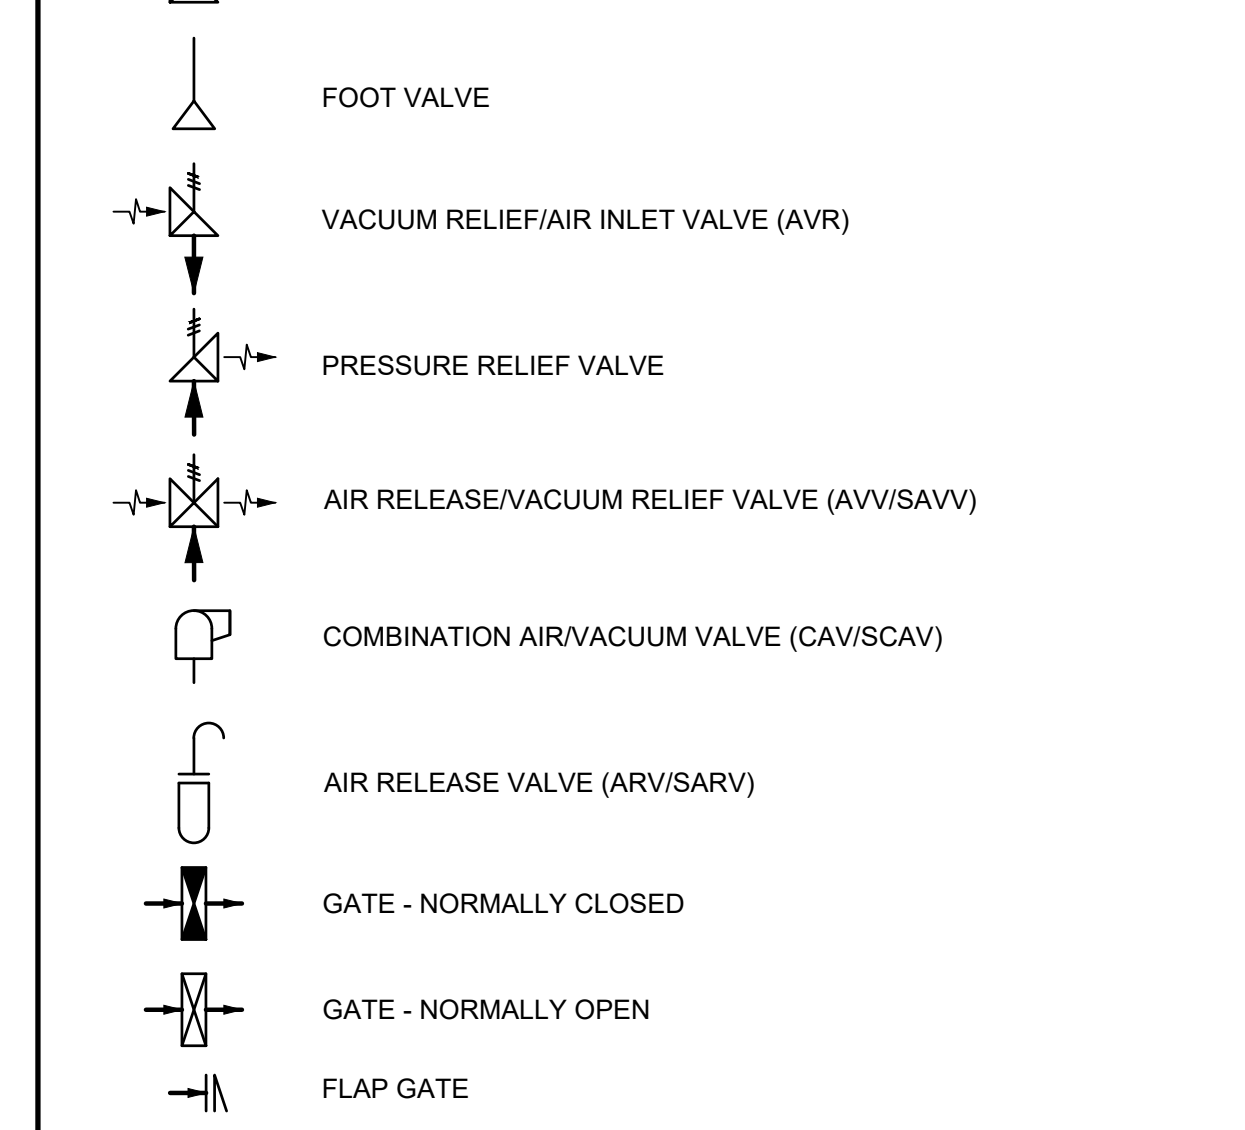 FOOT VALVE
VACUUM RELIEF/AIR INLET VALVE (AVR)
PRESSURE RELIEF VALVE
AIR RELEASE/VACUUM RELIEF VALVE (AVV/SAVV)
COMBINATION AIR/VACUUM VALVE (CAV/SCAV)
AIR RELEASE VALVE (ARV/SARV)
GATE - NORMALLY CLOSED
GATE - NORMALLY OPEN
FLAP GATE